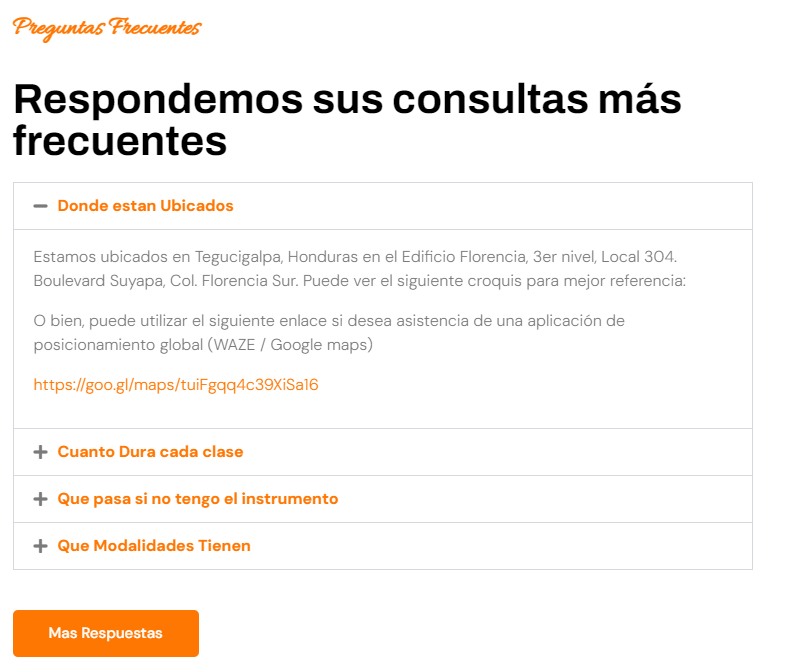 Preguntas Frecuentes
Respondemos sus consultas más
frecuentes
Donde estan Ubicados
Estamos ubicados en Tegucigalpa, Honduras en el Edificio Florencia, 3er nivel, Local 304.
Boulevard Suyapa, Col. Florencia Sur. Puede ver el siguiente croquis para mejor referencia:
O bien, puede utilizar el siguiente enlace si desea asistencia de una aplicación de
posicionamiento global (WAZE / Google maps)
https://goo.gl/maps/tuiFgqq4c39XiSa16
Cuanto Dura cada clase
Que pasa si no tengo el instrumento
Que Modalidades Tienen
Mas Respuestas